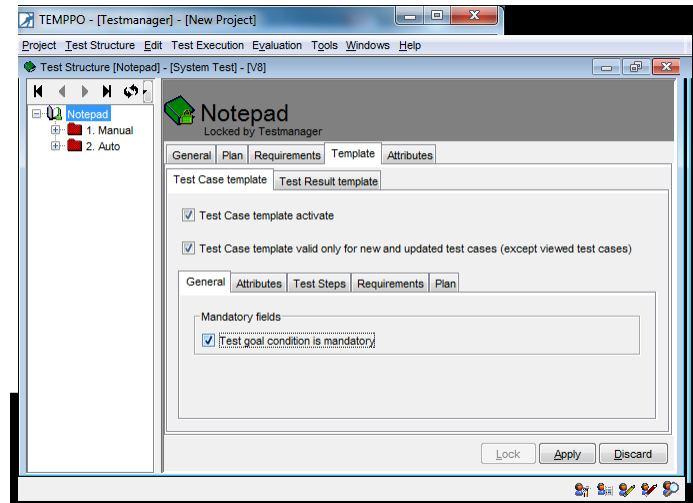 TEMPPO - [Testmanager] - [New Project]
Project Test Structure Edit Test Execution Evaluation Tools Windows Help
Test Structure [Notepad] - [System Test] - [V8]
Notepad
1. Manual
2. Auto
Notepad
Locked by Testmanager
General Plan Requirements Template Attributes
Test Case template Test Result template
Test Case template activate
Test Case template valid only for new and updated test cases (except viewed test cases)
General Attributes Test Steps Requirements Plan
Mandatory fields
Test goal condition is mandatory
Lock Apply Discard